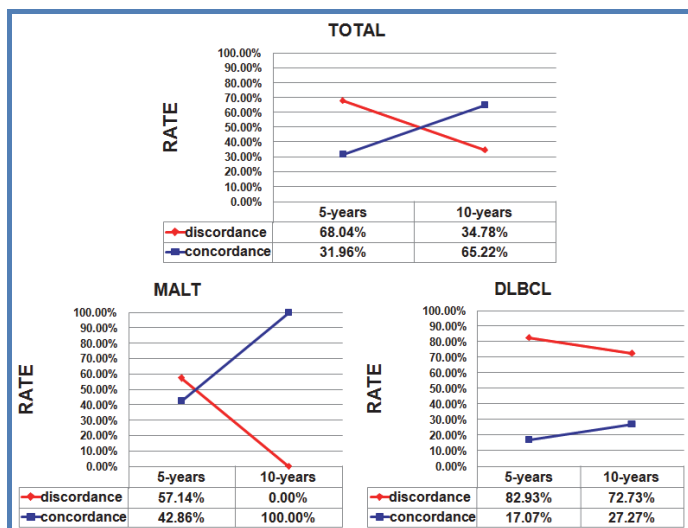 TOTAL
100.00%
90.00%
80.00%
70.00%
60.00%
50.00%
40.00%
30.00%
20.00%
10.00%
0.00%
RATE
5-years 10-years
discordance 68.04% 34.78%
concordance 31.96% 65.22%
MALT
100.00%
90.00%
80.00%
70.00%
60.00%
50.00%
40.00%
30.00%
20.00%
10.00%
0.00%
RATE
5-years 10-years
discordance 57.14% 0.00%
concordance 42.86% 100.00%
DLBCL
100.00%
90.00%
80.00%
70.00%
60.00%
50.00%
40.00%
30.00%
20.00%
10.00%
0.00%
RATE
5-years 10-years
discordance 82.93% 72.73%
concordance 17.07% 27.27%